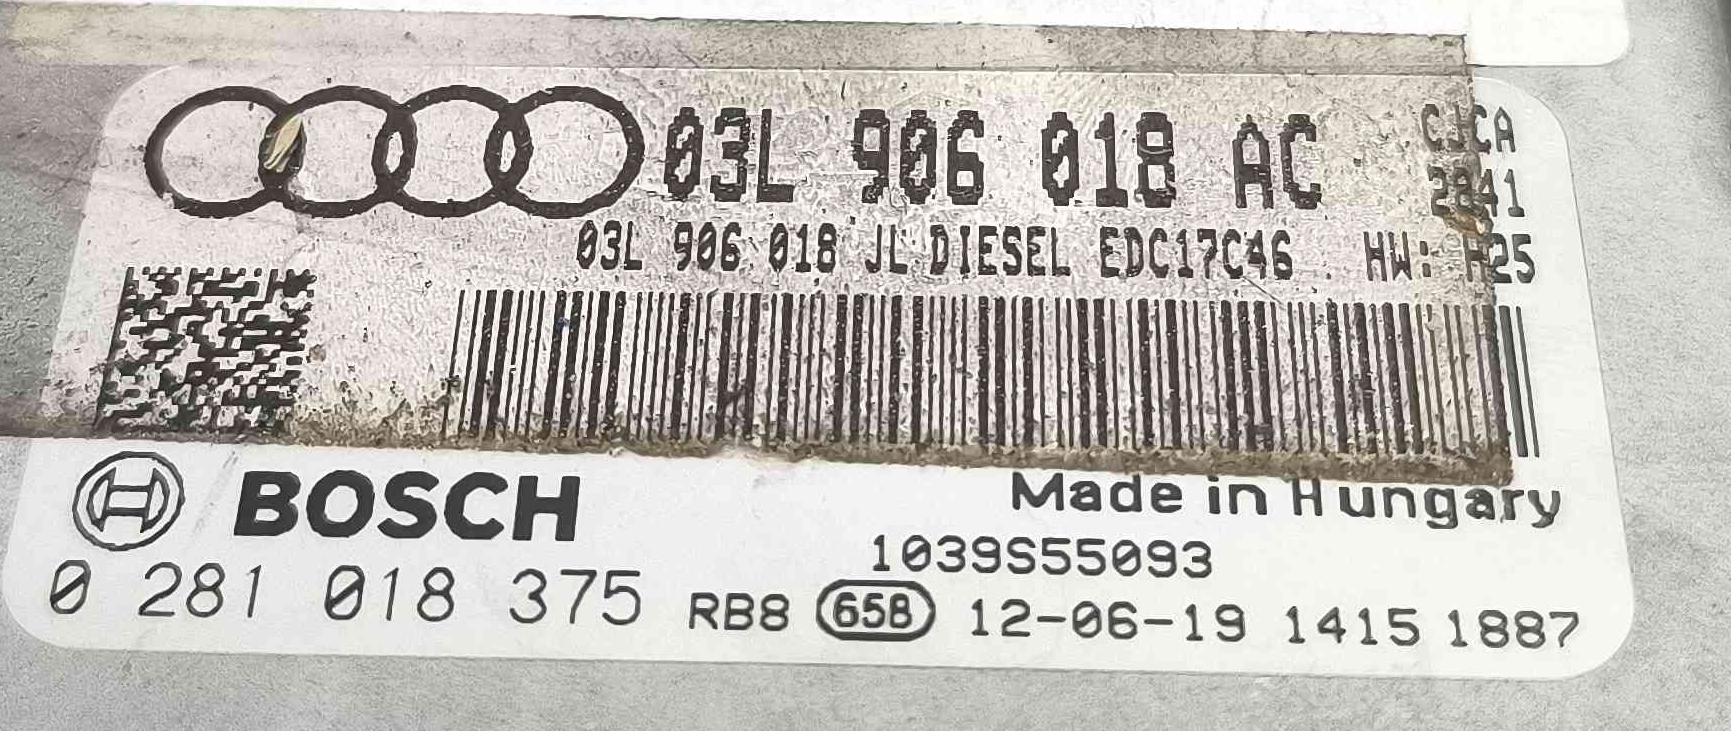 03L 906 018 AC CJCA
2841
03L 906 018 JL DIESEL EDC17C46 HW: H25
BOSCH
Made in Hungary
1039S55093
0 281 018 375 RB8 658 12-06-19 1415 1887